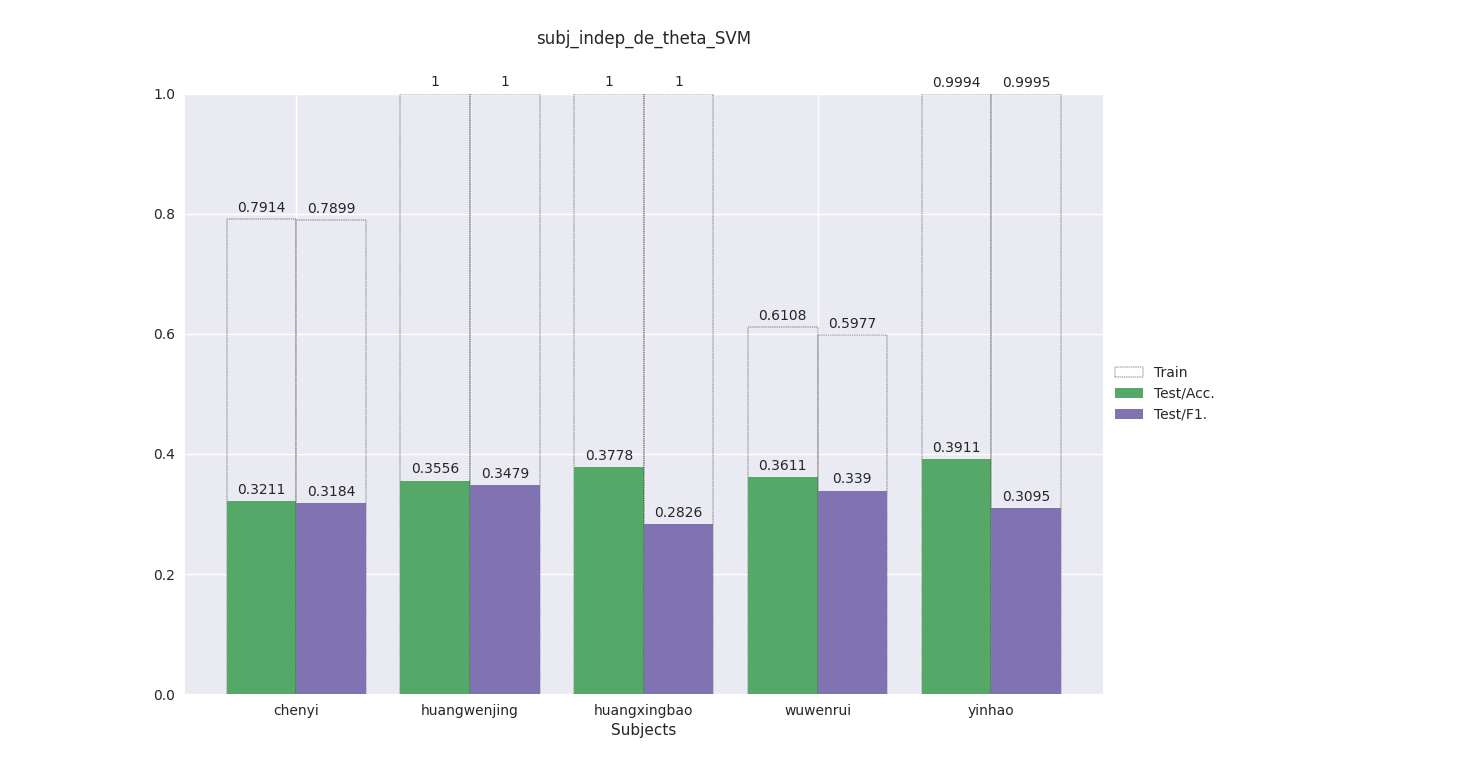 subj_indep_de_theta_SVM
1 1 1 1 0.9994 0.9995
1.0
0.7914 0.7899
0.8
0.6108 0.5977
0.6
Train
Test/Acc.
Test/F1.
0.4
0.3211 0.3184 0.3556 0.3479 0.3778 0.2826 0.3611 0.339 0.3911 0.3095
0.2
0.0
chenyi huangwenjing huangxingbao wuwenrui yinhao
Subjects